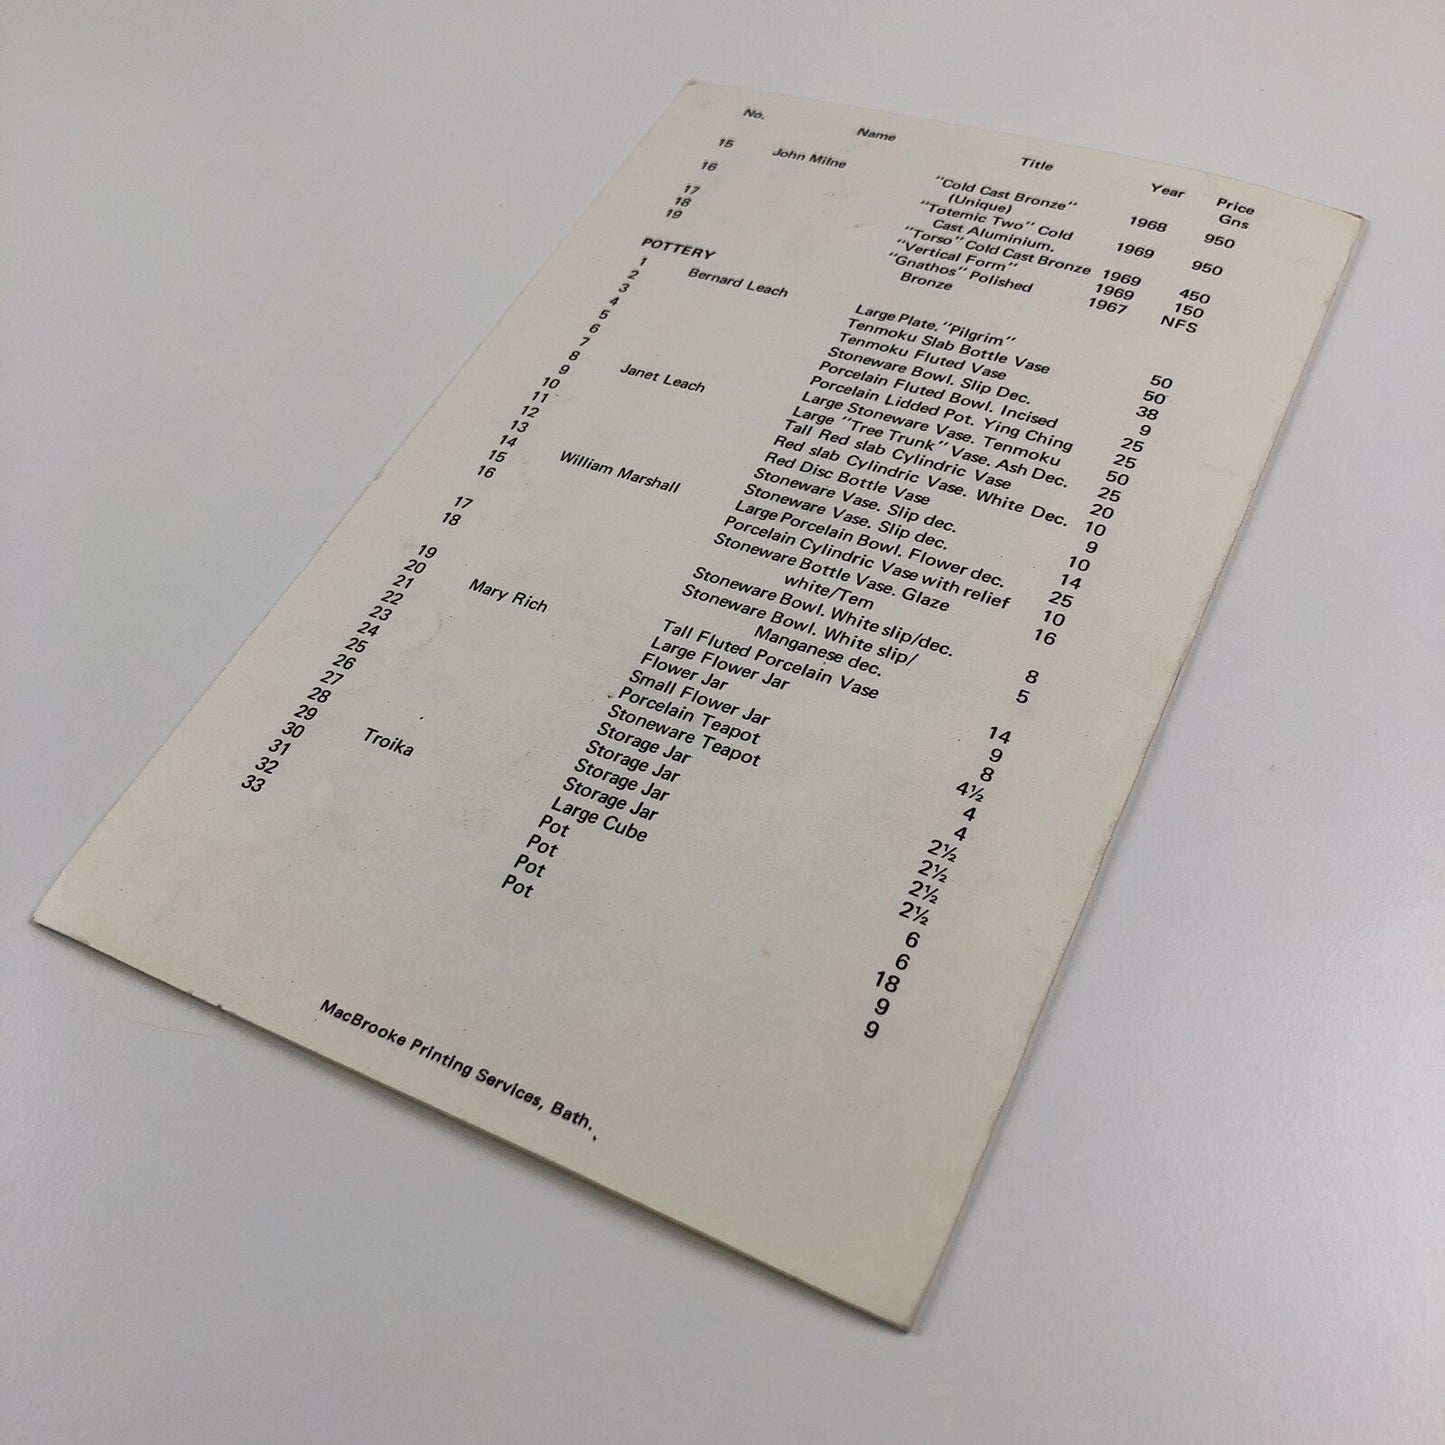 No. Name Title Year Price
Gns
15 John Milne "Cold Cast Bronze"
(Unique) 1968 950
16 "Totemic Two" Cold
Cast Aluminium. 1969 950
17 "Torso" Cold Cast Bronze 1969 450
18 "Vertical Form" 1969 150
19 "Gnathos" Polished
Bronze 1967 NFS
POTTERY
1 Bernard Leach Large Plate. "Pilgrim" 50
2 Tenmoku Slab Bottle Vase 50
3 Tenmoku Fluted Vase 38
4 Stoneware Bowl. Slip Dec. 9
5 Porcelain Fluted Bowl. Incised 25
6 Porcelain Lidded Pot. Ying Ching 25
7 Large Stoneware Vase. Tenmoku 50
8 Janet Leach Large "Tree Trunk" Vase. Ash Dec. 25
9 Tall Red slab Cylindric Vase 20
10 Red slab Cylindric Vase. White Dec. 10
11 Red Disc Bottle Vase 9
12 Stoneware Vase. Slip dec. 10
13 Stoneware Vase. Slip dec. 14
14 William Marshall Large Porcelain Bowl. Flower dec. 25
15 Porcelain Cylindric Vase with relief 10
16 Stoneware Bottle Vase. Glaze 16
white/Tem
17 Stoneware Bowl. White slip/dec. 8
18 Stoneware Bowl. White slip/ 5
Manganese dec.
19 Tall Fluted Porcelain Vase 14
20 Mary Rich Large Flower Jar 9
21 Flower Jar 8
22 Small Flower Jar 4½
23 Porcelain Teapot 4
24 Stoneware Teapot 4
25 Storage Jar 2½
26 Storage Jar 2½
27 Storage Jar 2½
28 Storage Jar 2½
29 Troika Large Cube 6
30 Pot 6
31 Pot 18
32 Pot 9
33 Pot 9
MacBrooke Printing Services, Bath.